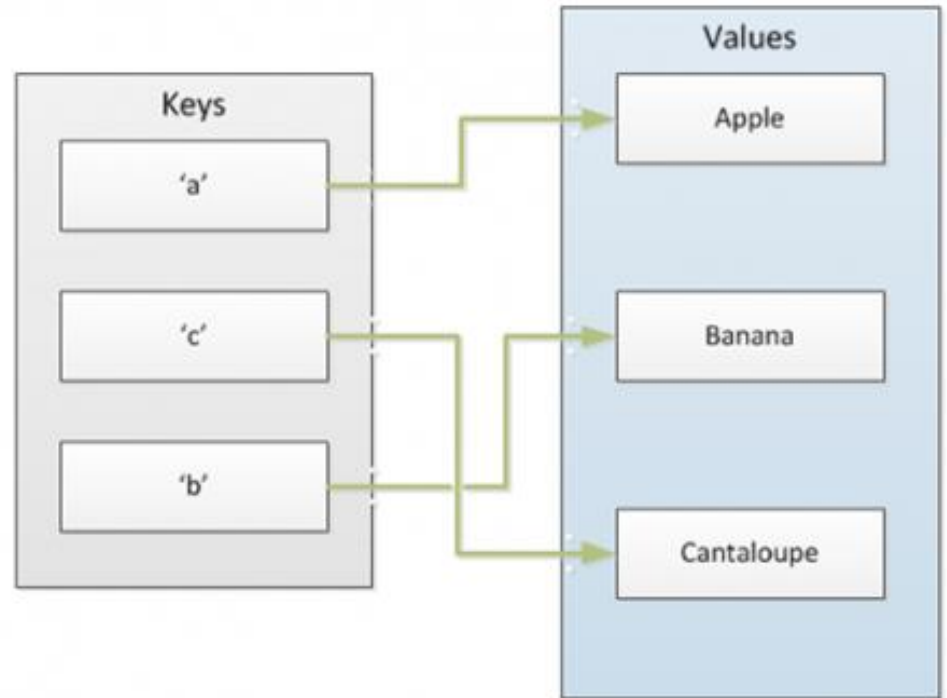 Keys
‘a’
‘c’
‘b’
Values
Apple
Banana
Cantaloupe